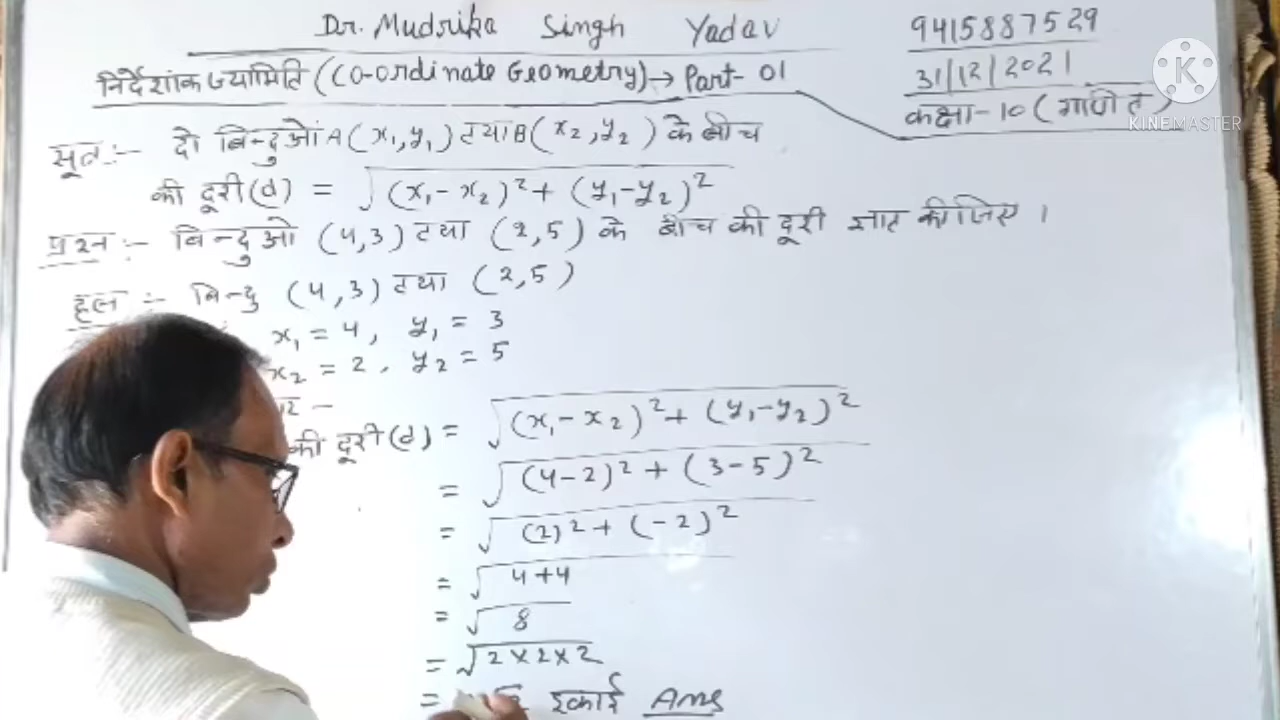 Dr. Mudrika Singh Yadav
9415887529
निर्देशांक ज्यामिति (Co-ordinate Geometry) → Part- 01
31/12/2021
कक्षा-10 (गणित)
KINEMASTER
सूत्र:- दो बिन्दुओं A(x₁,y₁) तथा B(x₂,y₂) के बीच
की दूरी (d) = √(x₁-x₂)²+(y₁-y₂)²
प्रश्न:- बिन्दुओ (4,3) तथा (2,5) के बीच की दूरी ज्ञात कीजिए।
हल:- बिन्दु (4,3) तथा (2,5)
x₁ = 4, y₁ = 3
x₂ = 2, y₂ = 5
की दूरी (d) = √(x₁-x₂)²+(y₁-y₂)²
= √(4-2)²+(3-5)²
= √(2)²+(-2)²
= √4+4
= √8
= √2×2×2
= इकाई Ans